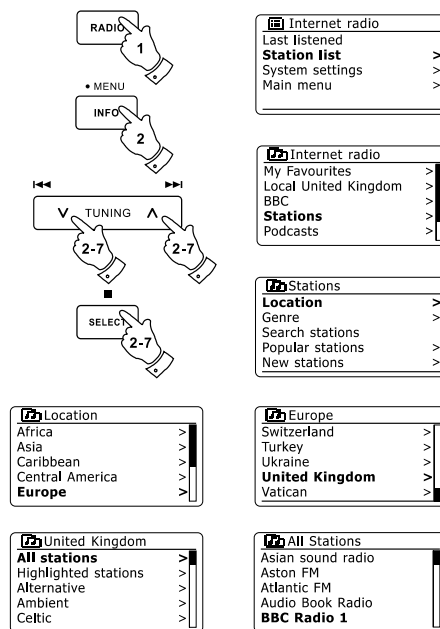 RADIO
1
• MENU
INFO
2
TUNING
2-7
2-7
SELECT
2-7
Internet radio
Last listened
Station list >
System settings >
Main menu >
Internet radio
My Favourites >
Local United Kingdom >
BBC >
Stations >
Podcasts >
Stations
Location >
Genre >
Search stations
Popular stations >
New stations >
Location
Africa >
Asia >
Caribbean >
Central America >
Europe >
Europe
Switzerland >
Turkey >
Ukraine >
United Kingdom >
Vatican >
United Kingdom
All stations >
Highlighted stations >
Alternative >
Ambient >
Celtic >
All Stations
Asian sound radio
Aston FM
Atlantic FM
Audio Book Radio
BBC Radio 1